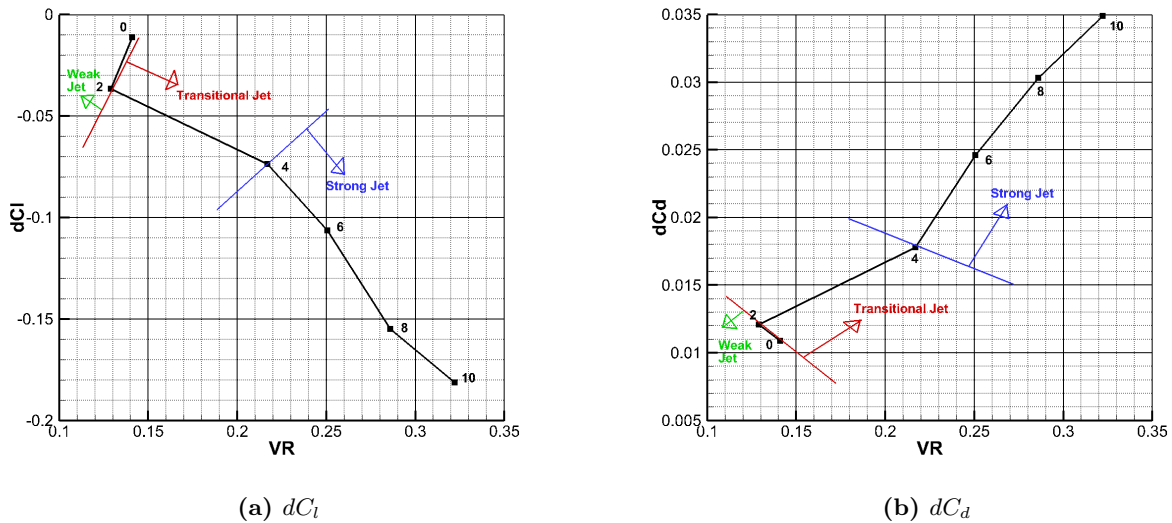 0
-0.05
-0.1
-0.15
-0.2
dCl
0.1
0.15
0.2
0.25
0.3
0.35
VR
0
2
4
6
8
10
Weak
Jet
Transitional Jet
Strong Jet
(a) dC_l
0.035
0.03
0.025
0.02
0.015
0.01
0.005
dCd
0.1
0.15
0.2
0.25
0.3
0.35
VR
10
8
6
4
2
0
Strong Jet
Transitional Jet
Weak
Jet
(b) dC_d